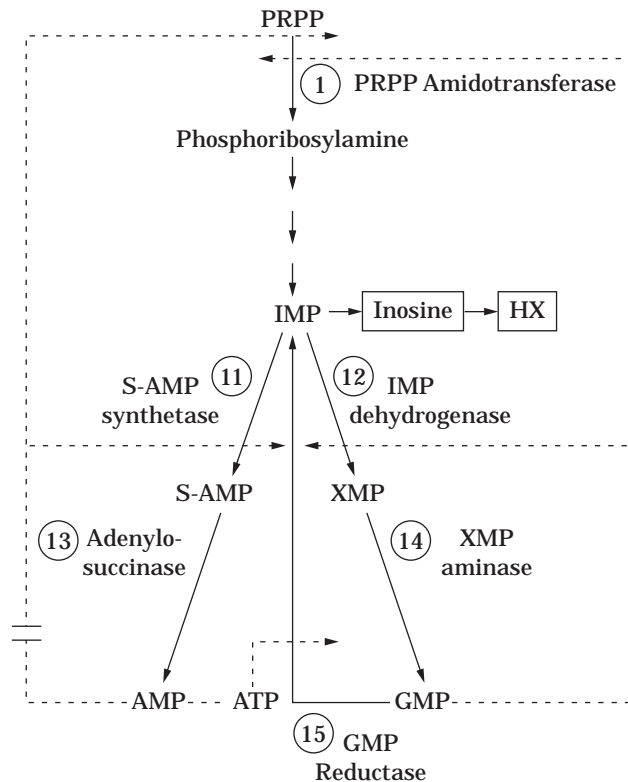 PRPP
1 PRPP Amidotransferase
Phosphoribosylamine
IMP Inosine HX
S-AMP 11 12 IMP
synthetase dehydrogenase
S-AMP XMP
13 Adenylo- 14 XMP
succinase aminase
AMP ATP GMP
15 GMP
Reductase